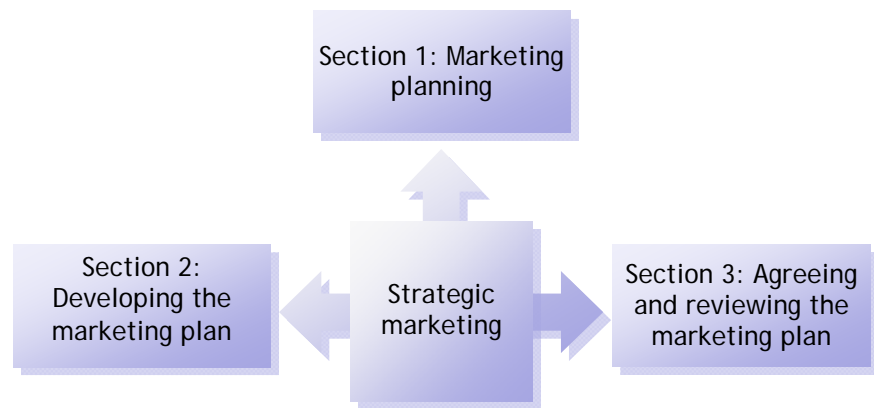 Section 1: Marketing
planning
Section 2:
Developing the
marketing plan
Strategic
marketing
Section 3: Agreeing
and reviewing the
marketing plan